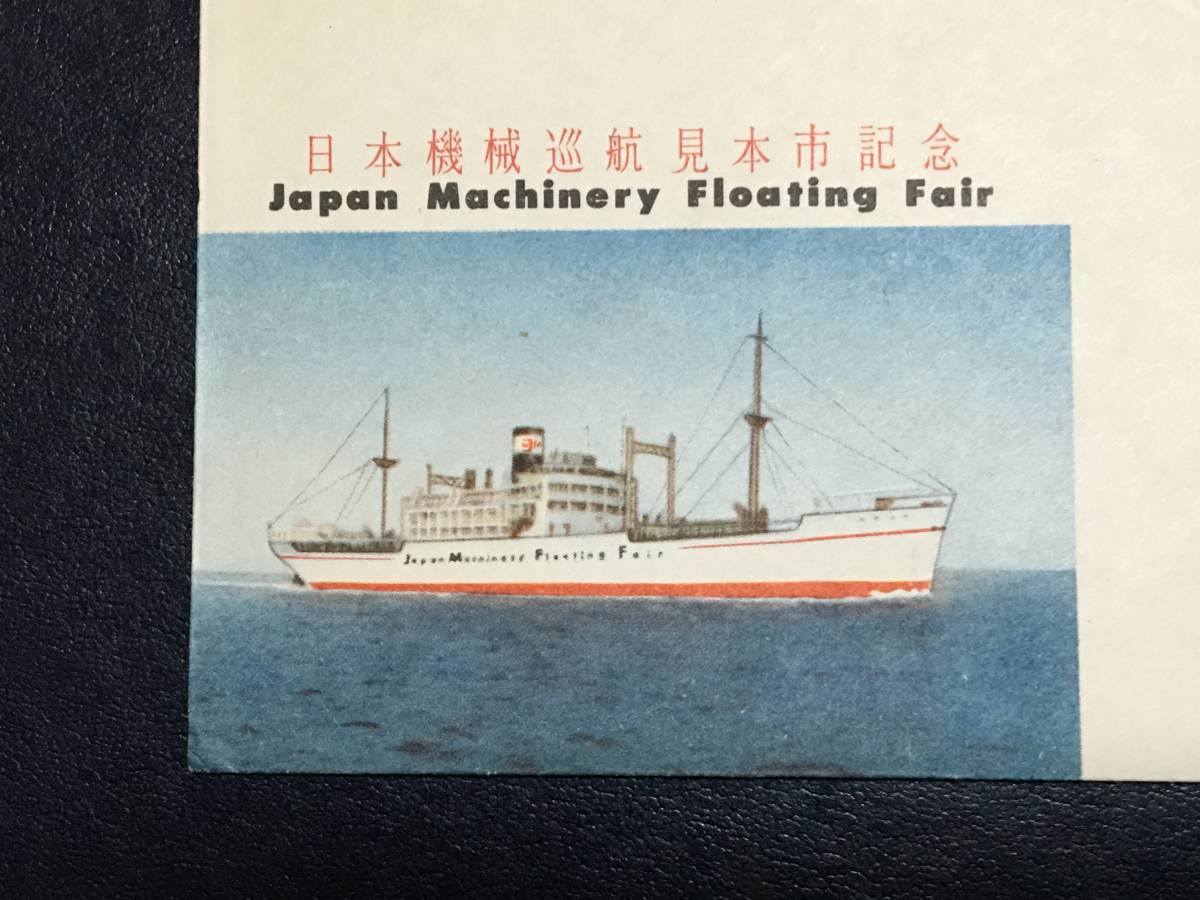 日本機械巡航見本市記念
Japan Machinery Floating Fair
Japan Machinery Floating Fair